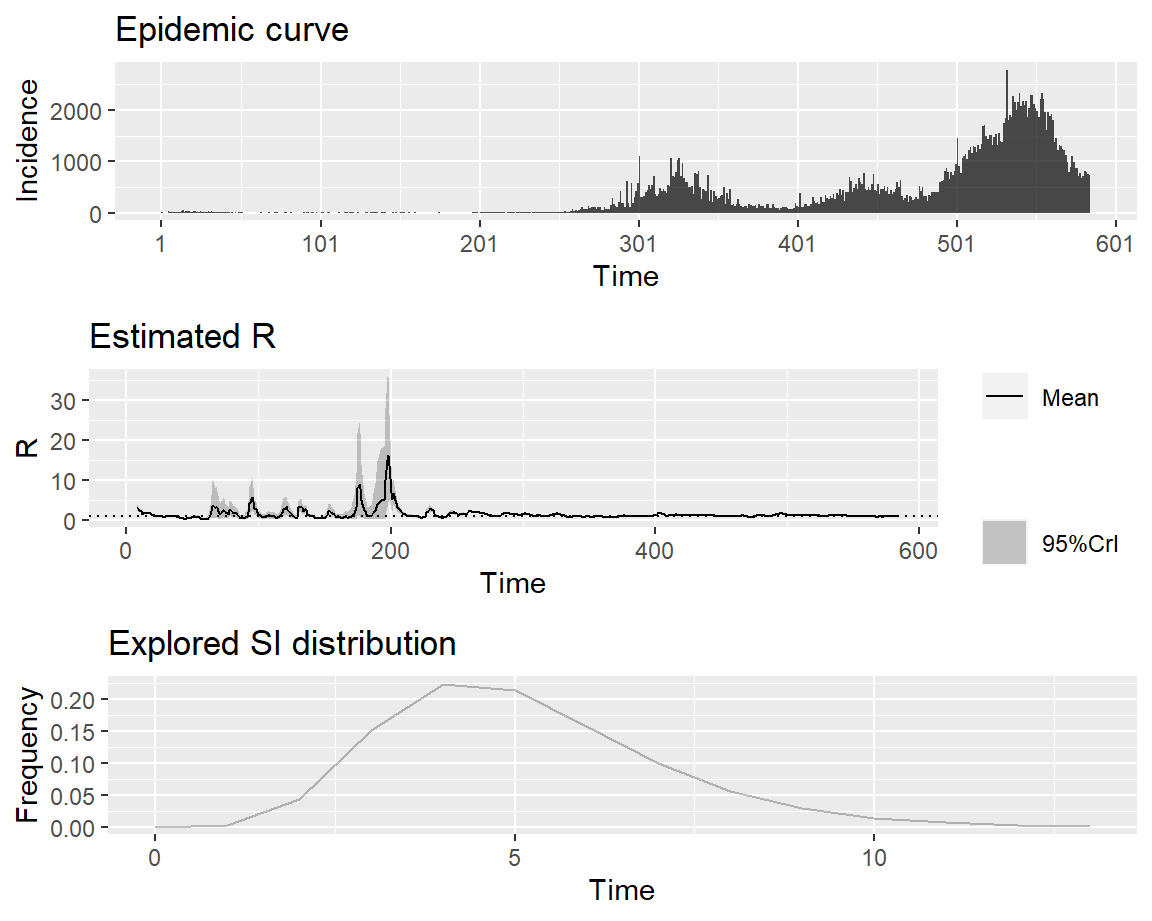 Epidemic curve
Incidence
2000
1000
0
1 101 201 301 401 501 601
Time
Estimated R
R
30
20
10
0
0 200 400 600
Time
Mean
95%CrI
Explored SI distribution
Frequency
0.20
0.15
0.10
0.05
0.00
0 5 10
Time